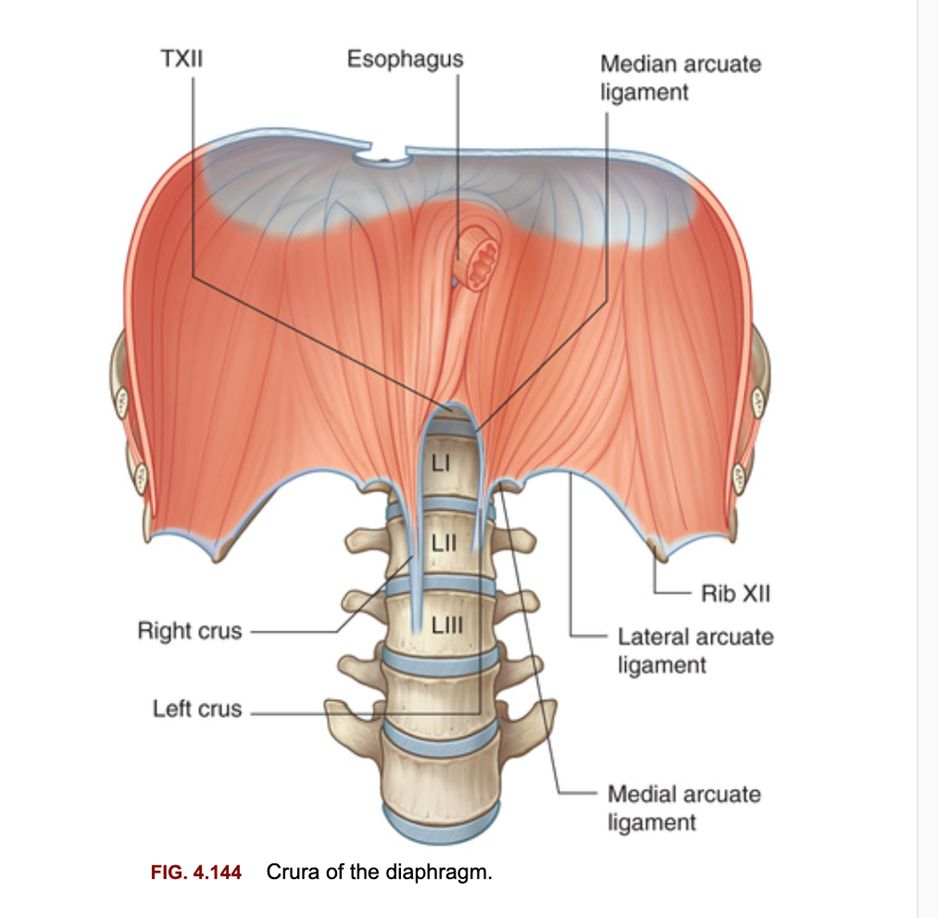 TXII
Esophagus
Median arcuate
ligament
LI
LII
LIII
Right crus
Left crus
Rib XII
Lateral arcuate
ligament
Medial arcuate
ligament
FIG. 4.144 Crura of the diaphragm.